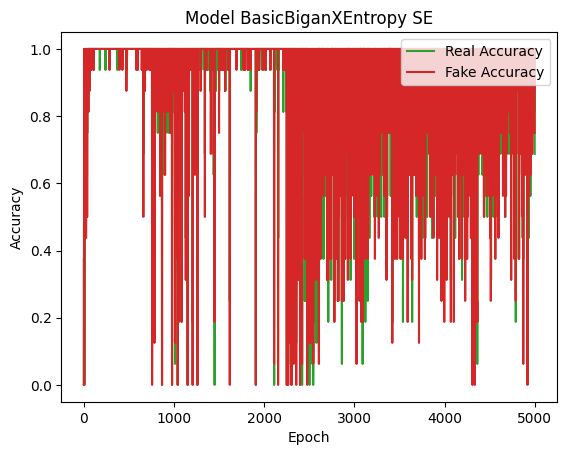 Model BasicBiganXEntropy SE
Real Accuracy
Fake Accuracy
1.0
0.8
0.6
0.4
0.2
0.0
Accuracy
0
1000
2000
3000
4000
5000
Epoch